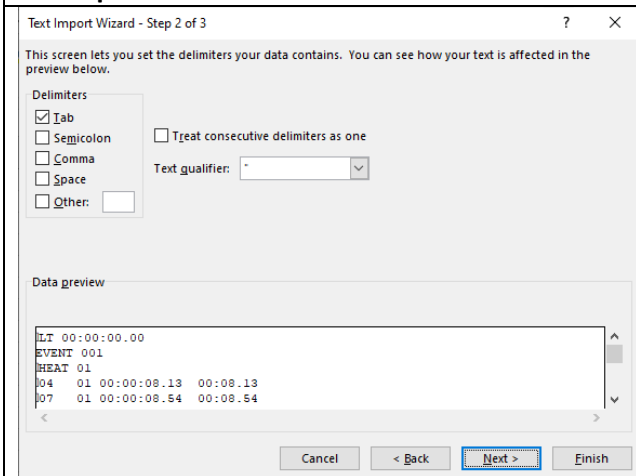 Text Import Wizard - Step 2 of 3 ? ×
This screen lets you set the delimiters your data contains. You can see how your text is affected in the
preview below.
Delimiters
Tab
Semicolon
Comma
Space
Other:
Treat consecutive delimiters as one
Text qualifier: "
Data preview
LT 00:00:00.00
EVENT 001
HEAT 01
04 01 00:00:08.13 00:08.13
07 01 00:00:08.54 00:08.54
Cancel < Back Next > Finish